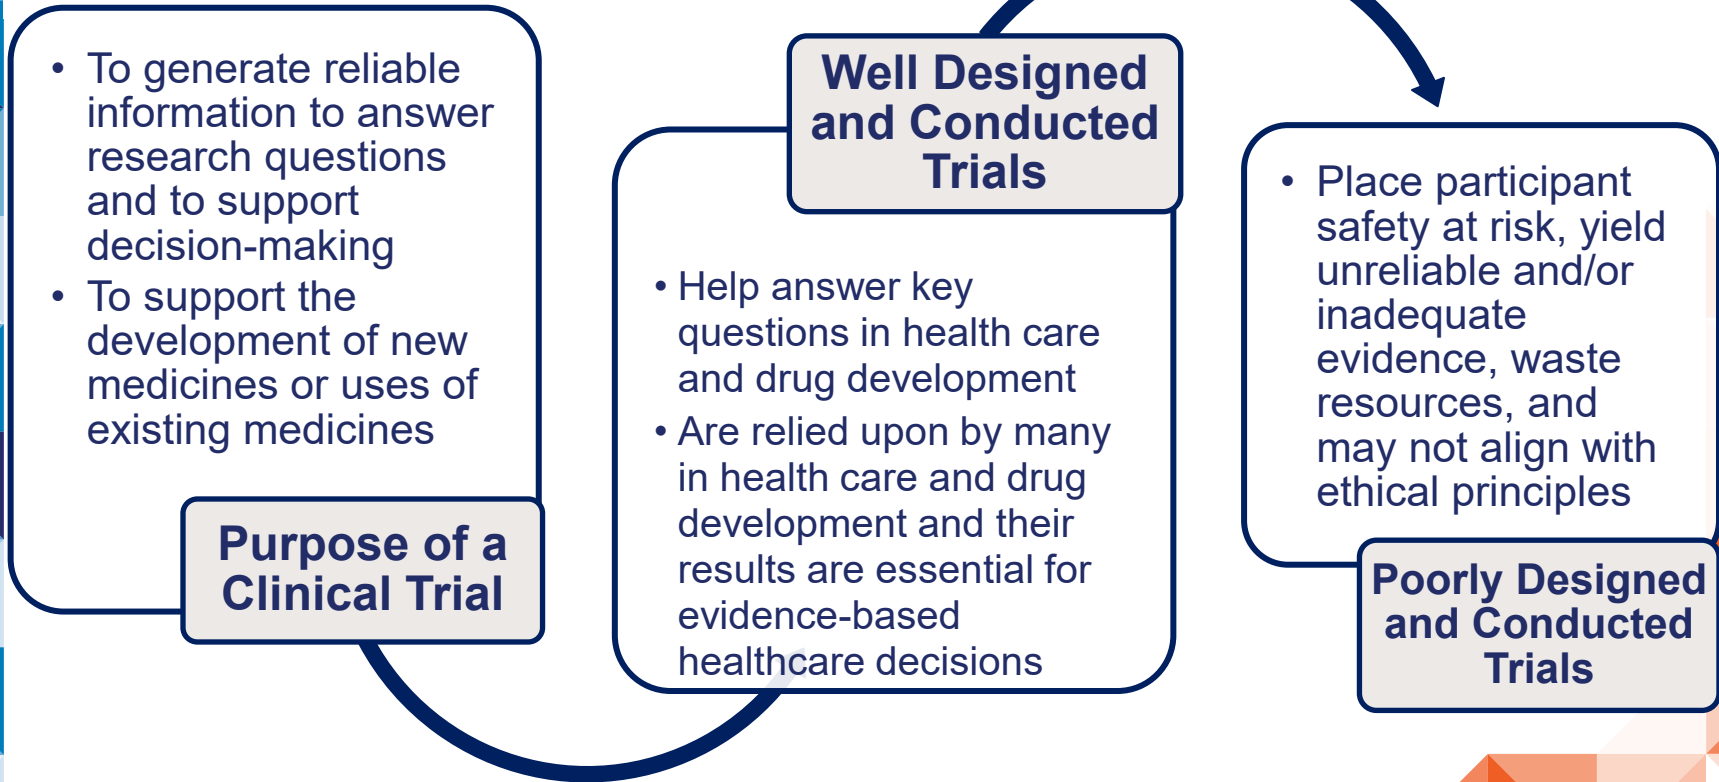 • To generate reliable
information to answer
research questions
and to support
decision-making
• To support the
development of new
medicines or uses of
existing medicines
Purpose of a
Clinical Trial
Well Designed
and Conducted
Trials
• Help answer key
questions in health care
and drug development
• Are relied upon by many
in health care and drug
development and their
results are essential for
evidence-based
healthcare decisions
• Place participant
safety at risk, yield
unreliable and/or
inadequate
evidence, waste
resources, and
may not align with
ethical principles
Poorly Designed
and Conducted
Trials